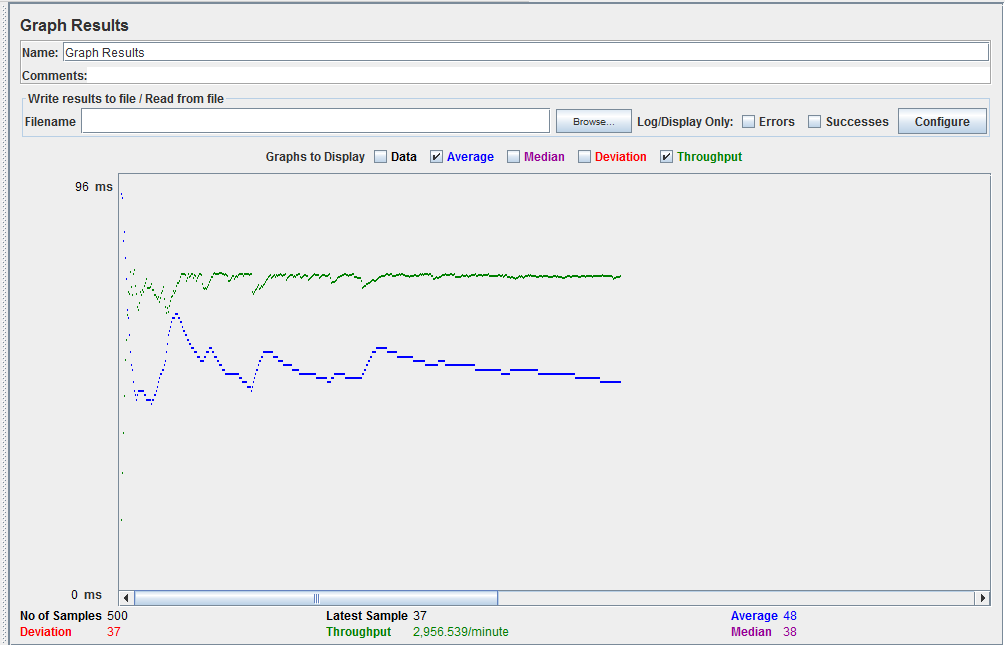 Graph Results
Name: Graph Results
Comments:
Write results to file / Read from file
Filename Browse... Log/Display Only: Errors Successes Configure
Graphs to Display Data Average Median Deviation Throughput
96 ms
0 ms
No of Samples 500 Latest Sample 37 Average 48
Deviation 37 Throughput 2,956.539/minute Median 38